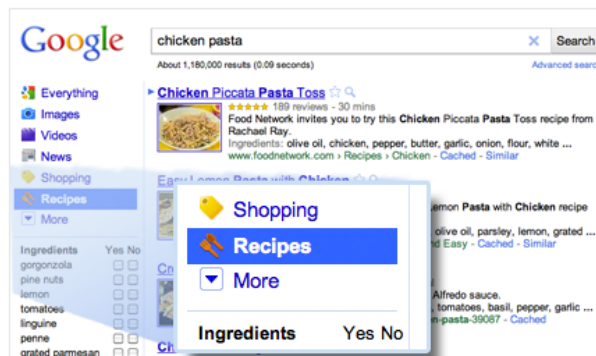 Google
chicken pasta × Search
About 1,180,000 results (0.09 seconds) Advanced searc
Everything
Images
Videos
News
Shopping
Recipes
More
Ingredients Yes No
gorgonzola
pine nuts
lemon
tomatoes
linguine
penne
grated parmesan
Chicken Piccata Pasta Toss
189 reviews - 30 mins
Food Network invites you to try this Chicken Piccata Pasta Toss recipe from
Rachael Ray.
Ingredients: olive oil, chicken, pepper, butter, garlic, onion, flour, white ...
www.foodnetwork.com › Recipes › Chicken - Cached - Similar
Easy Lemon Pasta with Chicken
emon Pasta with Chicken recipe
olive oil, parsley, lemon, grated ...
nd Easy - Cached - Similar
Cr
Alfredo sauce.
, tomatoes, basil, pepper, garlic ...
n-pasta-39087 - Cached
Ch
Shopping
Recipes
More
Ingredients Yes No